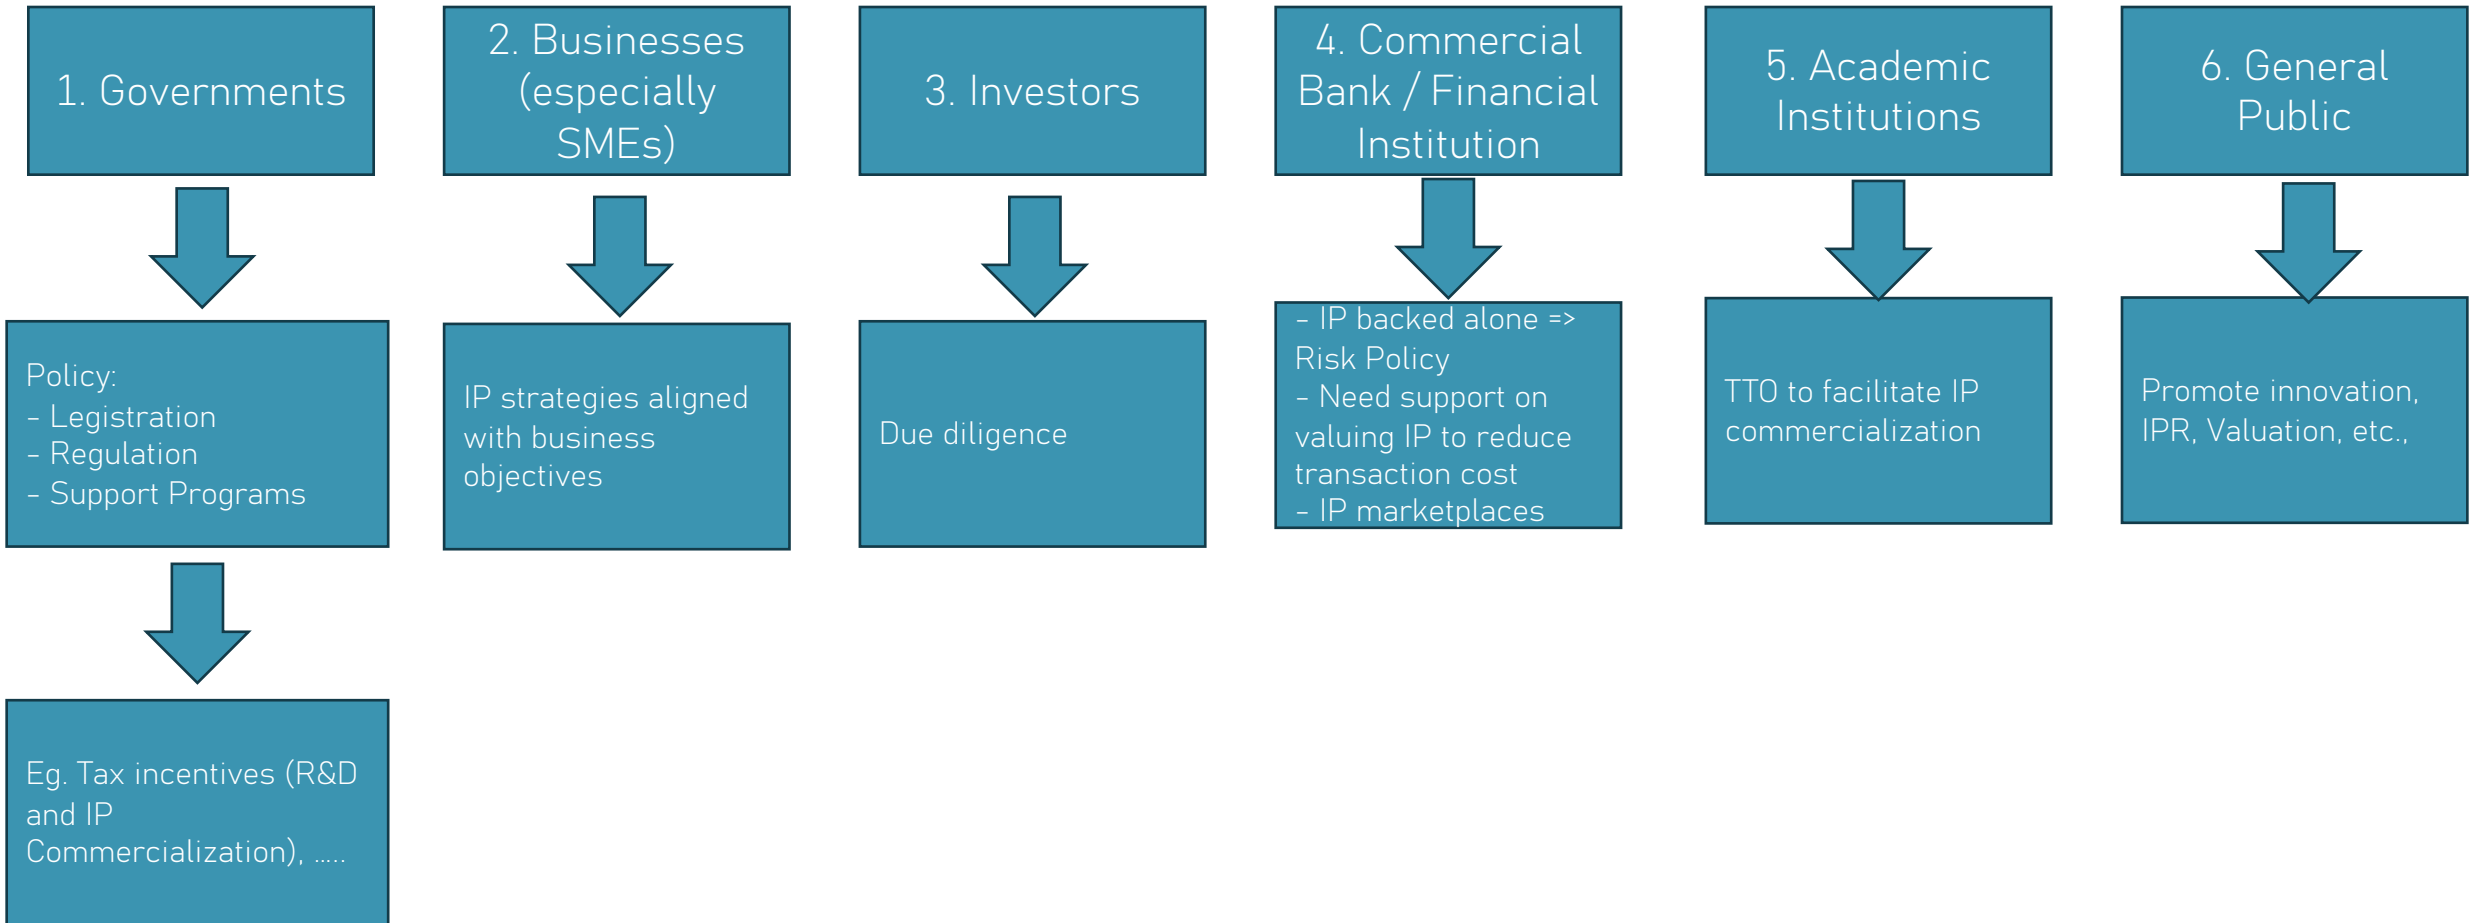 1. Governments
2. Businesses
(especially
SMEs)
3. Investors
4. Commercial
Bank / Financial
Institution
5. Academic
Institutions
6. General
Public
Policy:
- Legistration
- Regulation
- Support Programs
IP strategies aligned
with business
objectives
Due diligence
- IP backed alone =>
Risk Policy
- Need support on
valuing IP to reduce
transaction cost
- IP marketplaces
TTO to facilitate IP
commercialization
Promote innovation,
IPR, Valuation, etc.,
Eg. Tax incentives (R&D
and IP
Commercialization), .....